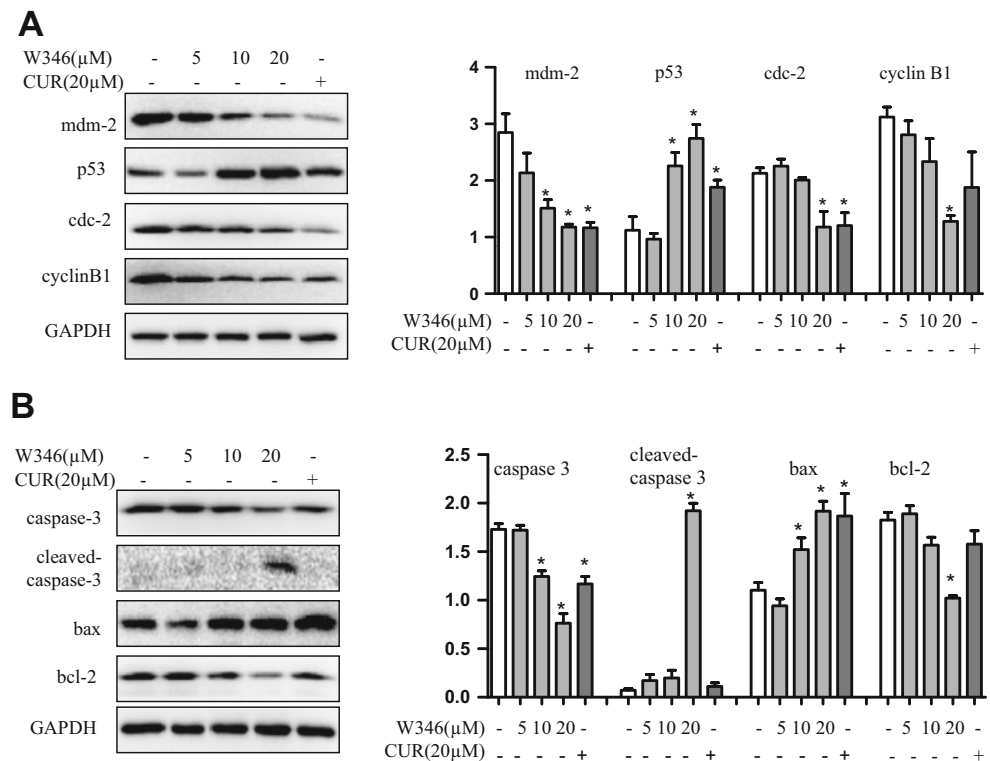 A
W346(µM) - 5 10 20 -
CUR(20µM) - - - - +
mdm-2
p53
cdc-2
cyclinB1
GAPDH
mdm-2 p53 cdc-2 cyclin B1
4
3
2
1
0
* * * * * * * * *
W346(µM) - 5 10 20 - - 5 10 20 - - 5 10 20 - - 5 10 20 -
CUR(20µM) - - - - + - - - - + - - - - + - - - - +
B
W346(µM) - 5 10 20 -
CUR(20µM) - - - - +
caspase-3
cleaved-
caspase-3
bax
bcl-2
GAPDH
caspase 3 cleaved-
caspase 3 bax bcl-2
2.5
2.0
1.5
1.0
0.5
0.0
* * * * * * * *
W346(µM) - 5 10 20 - - 5 10 20 - - 5 10 20 - - 5 10 20 -
CUR(20µM) - - - - + - - - - + - - - - + - - - - +